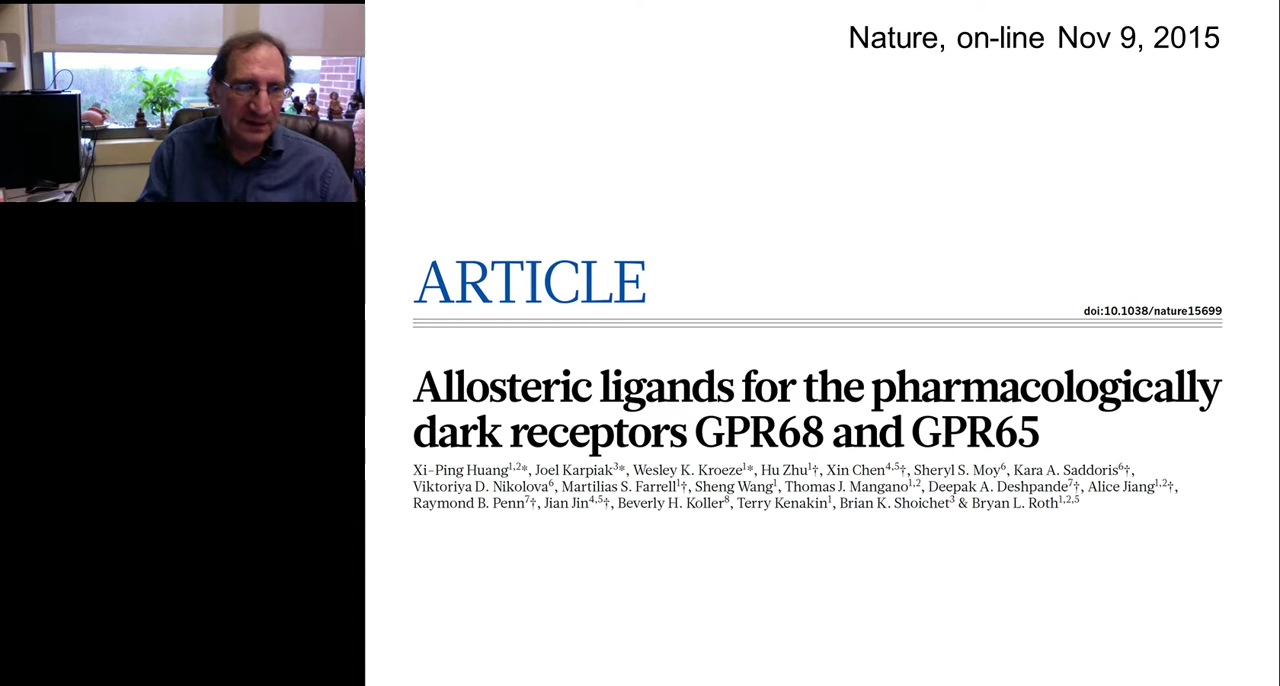 Nature, on-line Nov 9, 2015
ARTICLE
doi:10.1038/nature15699
Allosteric ligands for the pharmacologically
dark receptors GPR68 and GPR65
Xi-Ping Huang1,2*, Joel Karpiak3*, Wesley K. Kroeze1*, Hu Zhu1†, Xin Chen4,5†, Sheryl S. Moy6, Kara A. Saddoris6†,
Viktoriya D. Nikolova6, Martilias S. Farrell1†, Sheng Wang1, Thomas J. Mangano1,2, Deepak A. Deshpande7†, Alice Jiang1,2†,
Raymond B. Penn7†, Jian Jin4,5†, Beverly H. Koller8, Terry Kenakin1, Brian K. Shoichet3 & Bryan L. Roth1,2,5